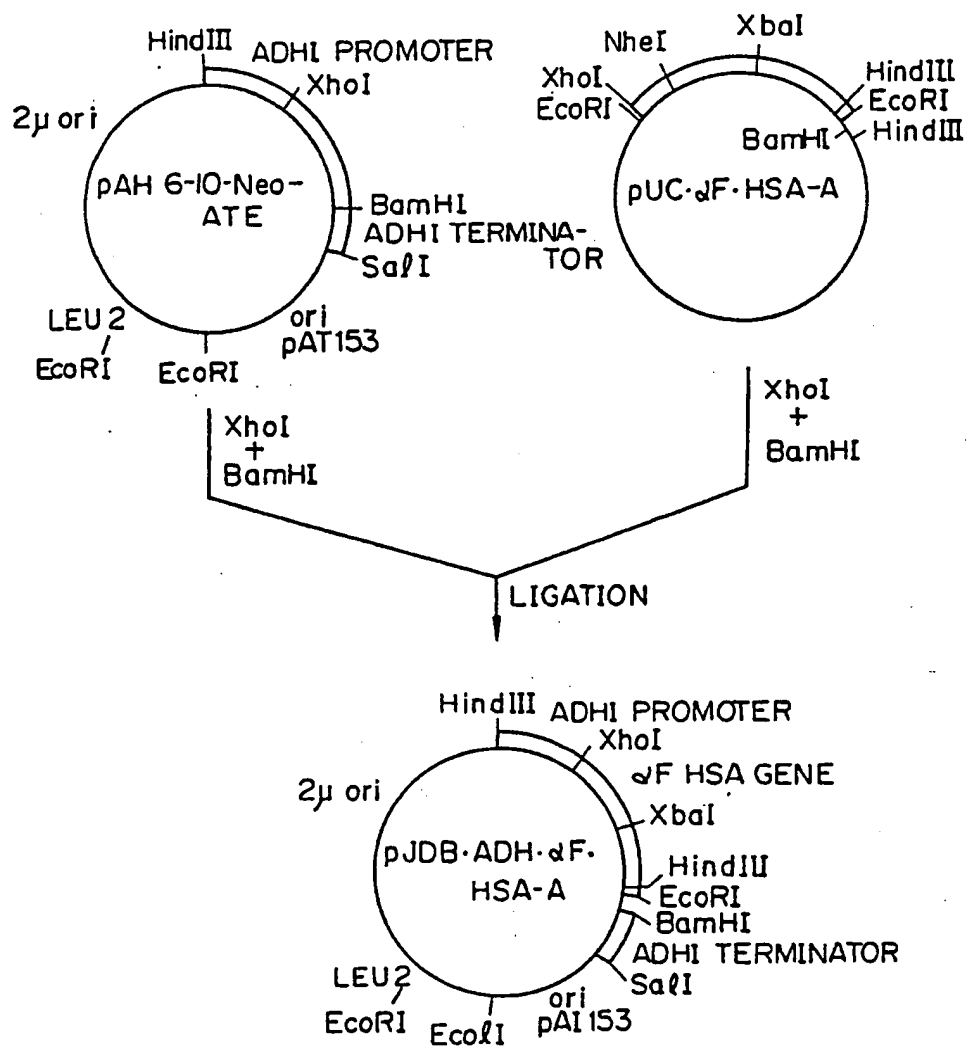 HindIII
ADHI PROMOTER
XhoI
2μ ori
pAH 6-10-Neo-
ATE
BamHI
ADHI TERMINA-
TOR
SalI
ori
pAT153
LEU2
EcoRI
EcoRI
XbaI
NheI
XhoI
EcoRI
HindIII
EcoRI
BamHI
HindIII
pUC·αF·HSA-A
XhoI
+
BamHI
XhoI
+
BamHI
LIGATION
HindIII
ADHI PROMOTER
XhoI
αF HSA GENE
2μ ori
XbaI
pJDB·ADH·αF·
HSA-A
HindIII
EcoRI
BamHI
ADHI TERMINATOR
SalI
LEU2
EcoRI
EcolI
ori
pAI153